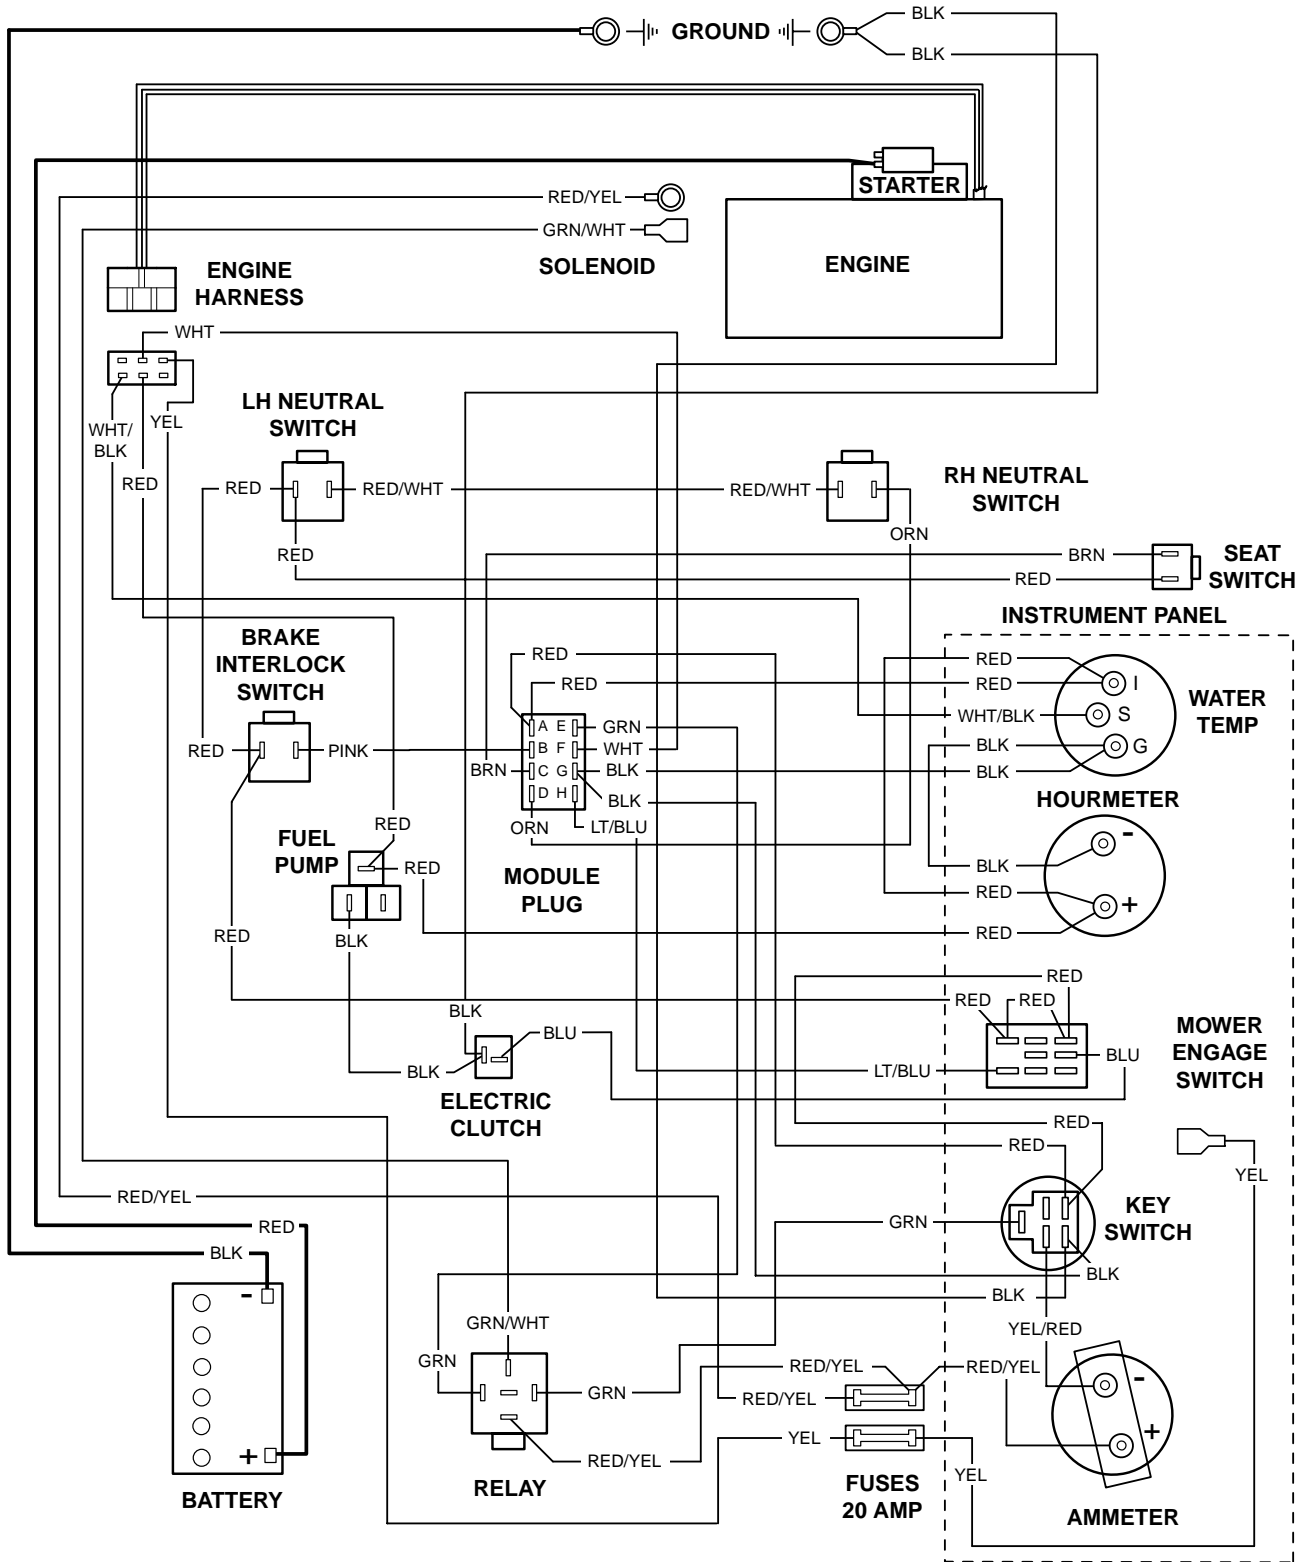 BLK
GROUND
BLK
STARTER
RED/YEL
GRN/WHT
SOLENOID
ENGINE
ENGINE
HARNESS
WHT
LH NEUTRAL
SWITCH
WHT/
BLK
YEL
RED
RED
RED/WHT
RED/WHT
RH NEUTRAL
SWITCH
ORN
RED
BRN
RED
SEAT
SWITCH
INSTRUMENT PANEL
BRAKE
INTERLOCK
SWITCH
RED
RED
RED
RED
I
WHT/BLK
S
WATER
TEMP
A E
GRN
RED
PINK
B F
WHT
BLK
G
BRN
C G
BLK
BLK
D H
BLK
HOURMETER
ORN
LT/BLU
RED
FUEL
PUMP
RED
MODULE
PLUG
BLK
-
RED
+
RED
BLK
RED
RED
RED
RED
BLK
BLU
MOWER
ENGAGE
SWITCH
BLU
BLK
LT/BLU
ELECTRIC
CLUTCH
RED
RED
YEL
RED/YEL
KEY
SWITCH
GRN
RED
BLK
BLK
BLK
-
GRN/WHT
YEL/RED
GRN
RED/YEL
RED/YEL
GRN
RED/YEL
-
+
YEL
RED/YEL
YEL
+
BATTERY
RELAY
FUSES
20 AMP
AMMETER